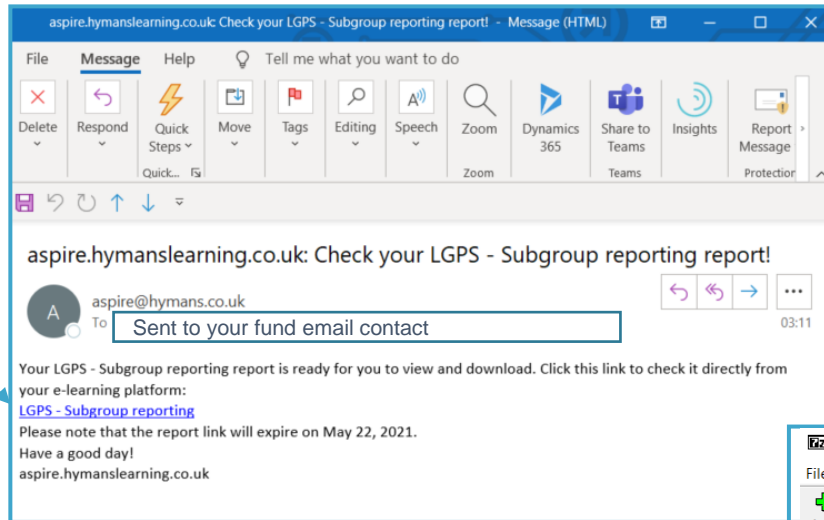 aspire.hymanslearning.co.uk: Check your LGPS - Subgroup reporting report! - Message (HTML)
File Message Help Tell me what you want to do
Delete Respond Quick Steps Move Tags Editing Speech Zoom Dynamics 365 Share to Teams Insights Report Message
Quick... Zoom Teams Protection
aspire.hymanslearning.co.uk: Check your LGPS - Subgroup reporting report!
A
aspire@hymans.co.uk
To Sent to your fund email contact
03:11
Your LGPS - Subgroup reporting report is ready for you to view and download. Click this link to check it directly from
your e-learning platform:
LGPS - Subgroup reporting
Please note that the report link will expire on May 22, 2021.
Have a good day!
aspire.hymanslearning.co.uk